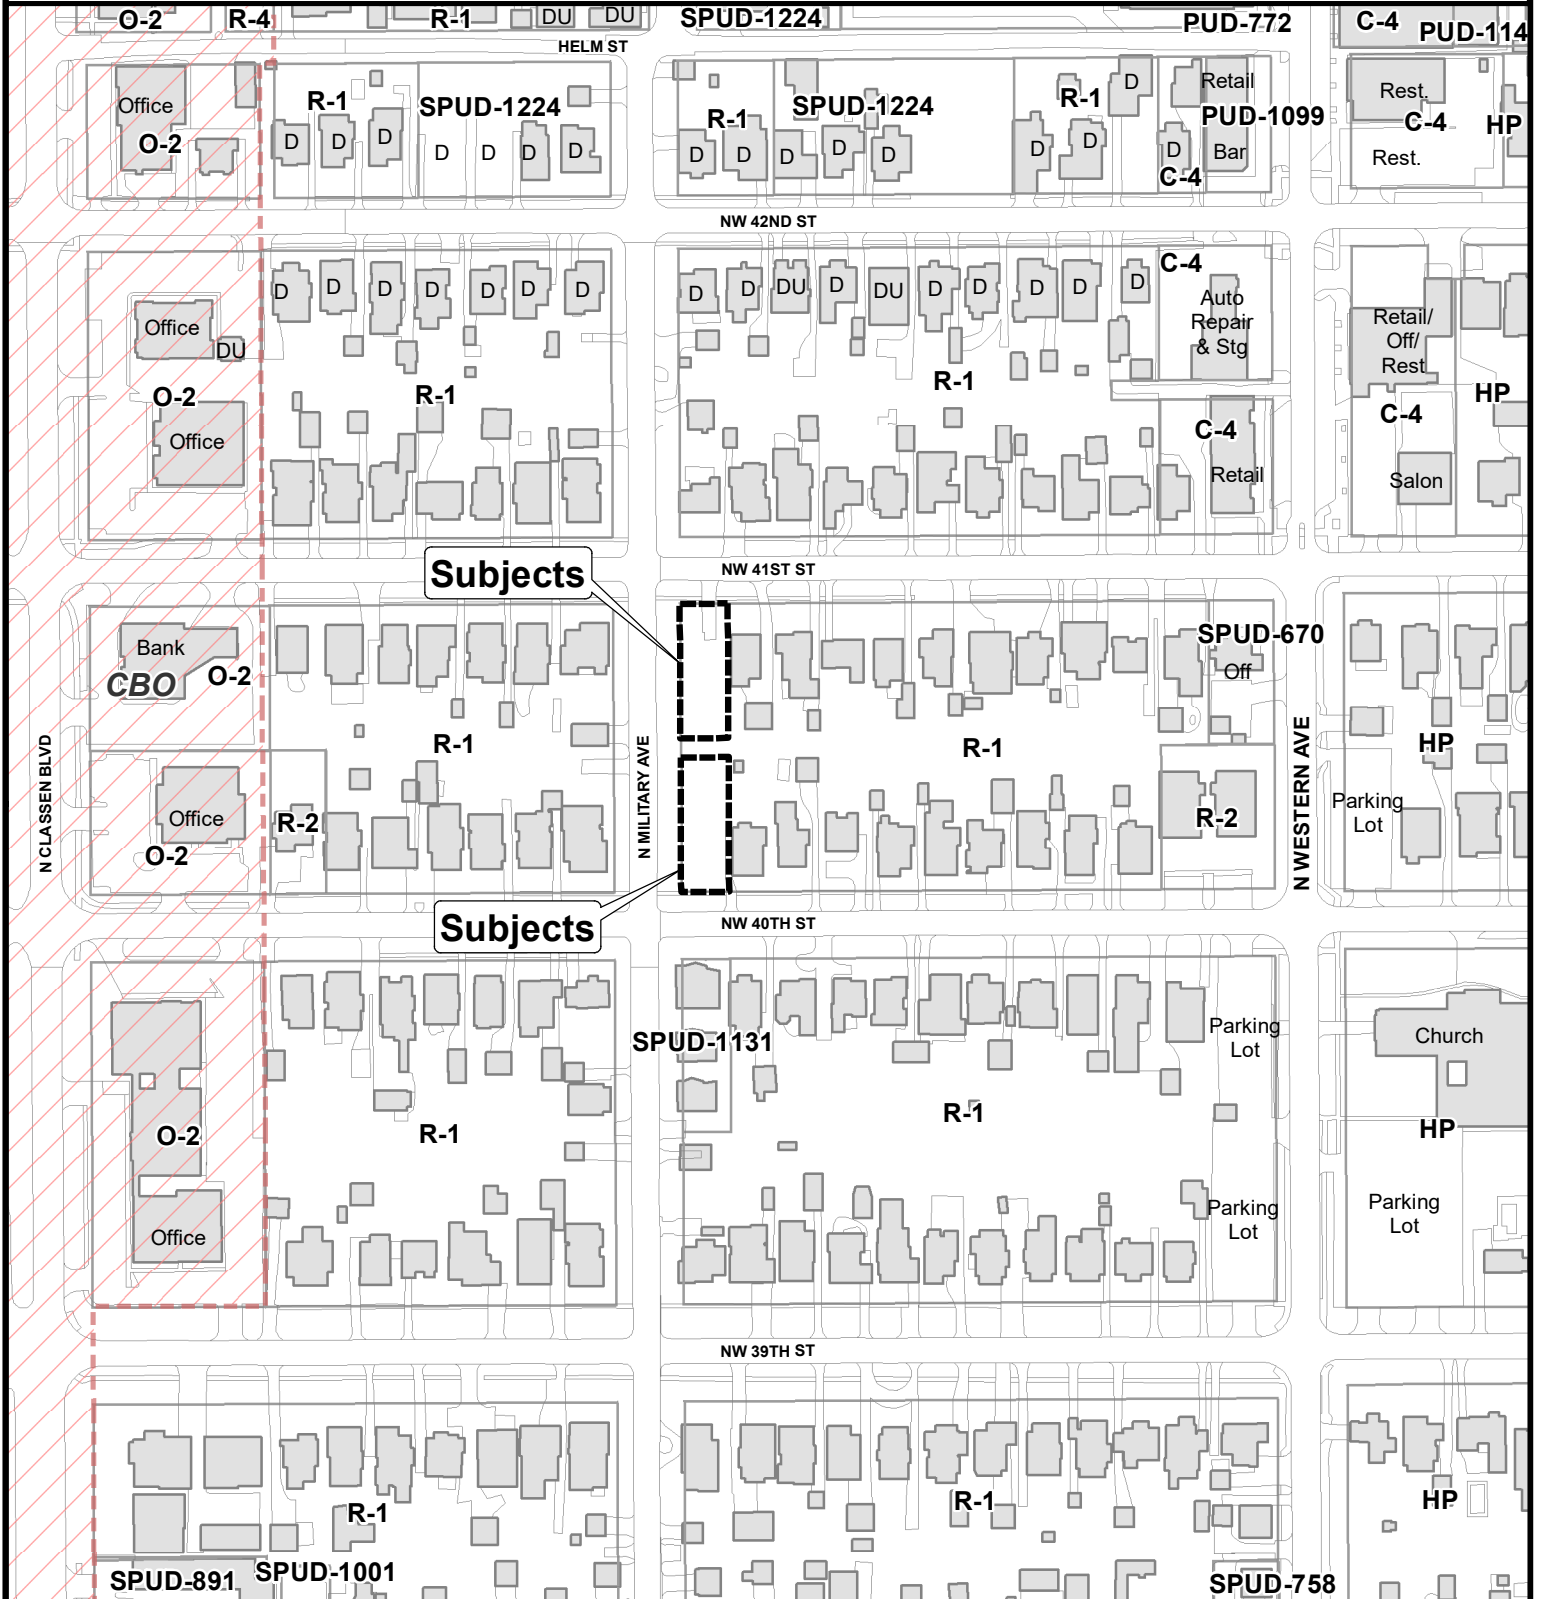 O-2
R-4
R-1
DU
DU
SPUD-1224
PUD-772
C-4
PUD-114
HELM ST
Office
O-2
R-1
D
D
D
SPUD-1224
D
D
D
D
R-1
D
D
SPUD-1224
D
D
D
R-1
D
D
D
D
C-4
Retail
PUD-1099
Bar
Rest.
C-4
Rest.
HP
NW 42ND ST
Office
DU
O-2
Office
D
D
D
D
D
D
D
R-1
D
D
DU
D
DU
D
D
D
D
D
R-1
C-4
Auto
Repair
& Stg
C-4
Retail
Retail/
Off/
Rest
C-4
Salon
HP
Subjects
NW 41ST ST
Bank
CBO
O-2
R-1
R-1
SPUD-670
Off
HP
N CLASSEN BLVD
N MILITARY AVE
N WESTERN AVE
Office
O-2
R-2
R-2
Parking
Lot
Subjects
NW 40TH ST
SPUD-1131
Parking
Lot
Church
O-2
R-1
R-1
HP
Office
Parking
Lot
Parking
Lot
NW 39TH ST
R-1
R-1
HP
SPUD-891
SPUD-1001
SPUD-758